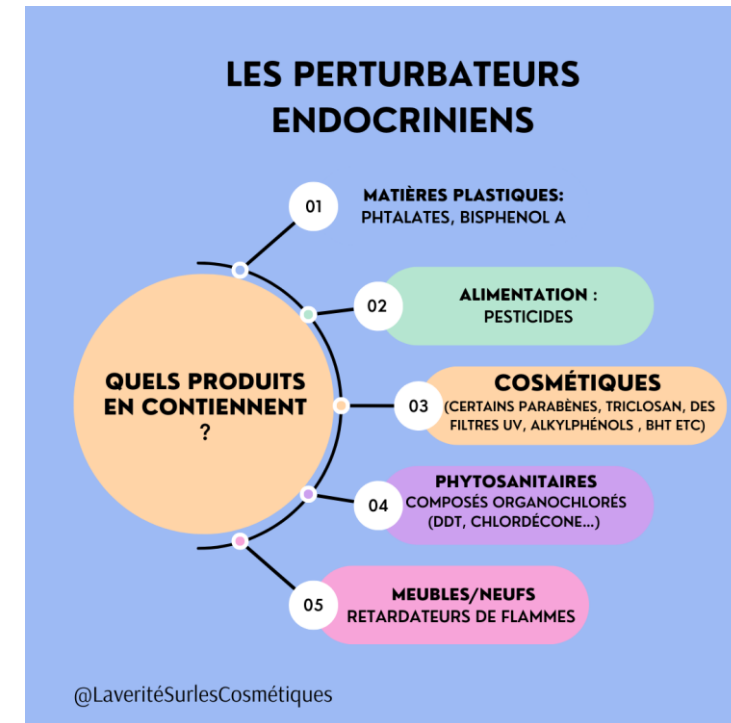 LES PERTURBATEURS
ENDOCRINIENS
01
MATIÈRES PLASTIQUES:
PHTALATES, BISPHENOL A
02
ALIMENTATION :
PESTICIDES
QUELS PRODUITS
EN CONTIENNENT
?
03
COSMÉTIQUES
(CERTAINS PARABÈNES, TRICLOSAN, DES
FILTRES UV, ALKYLPHÉNOLS , BHT ETC)
04
PHYTOSANITAIRES
COMPOSÉS ORGANOCHLORÉS
(DDT, CHLORDÉCONE...)
05
MEUBLES/NEUFS
RETARDATEURS DE FLAMMES
@LaveritéSurlesCosmétiques